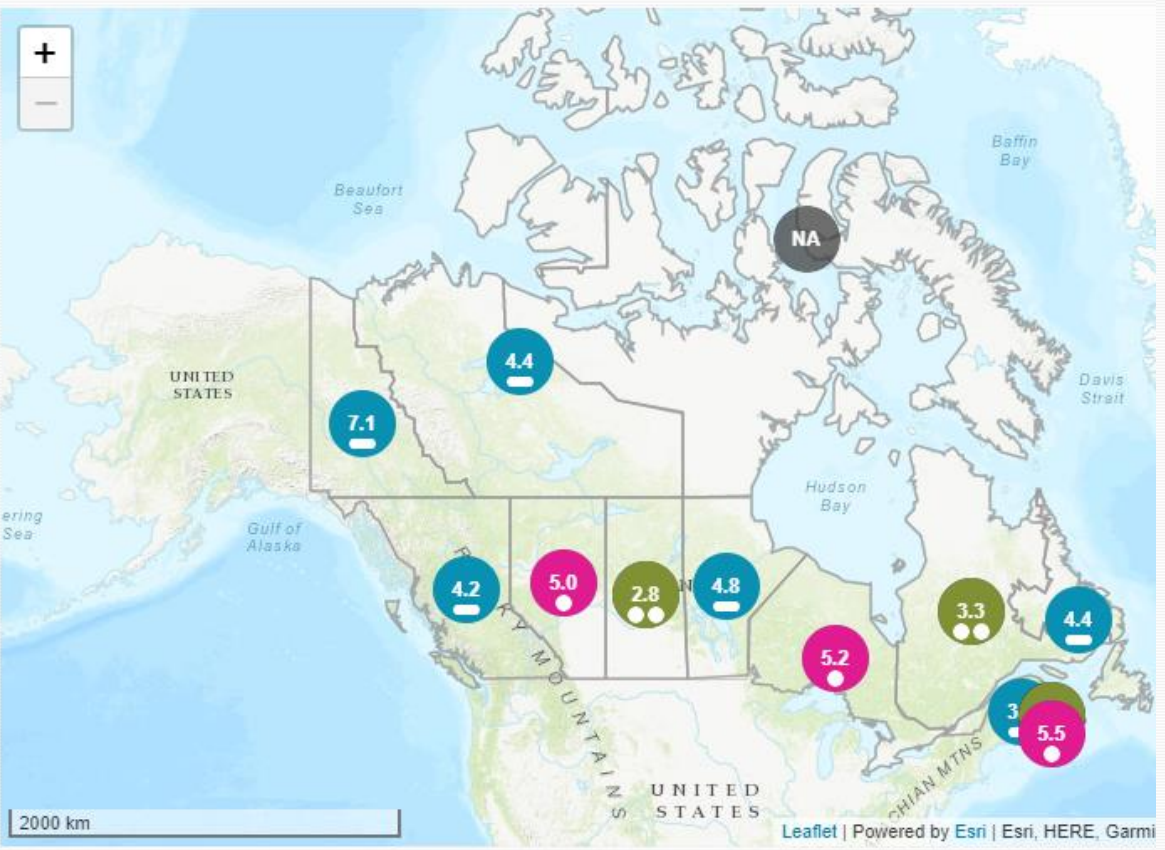 +
−
Baffin
Bay
Beaufort
Sea
NA
4.4
UNITED
STATES
Davis
Strait
7.1
Hudson
Bay
ering
Sea
Gulf of
Alaska
4.2
5.0
2.8
N
4.8
3.3
4.4
5.2
R
KY MOUNTAINS
3
5.5
CHIAN MTNS
UNITED
STATES
2000 km
Leaflet | Powered by Esri | Esri, HERE, Garmi